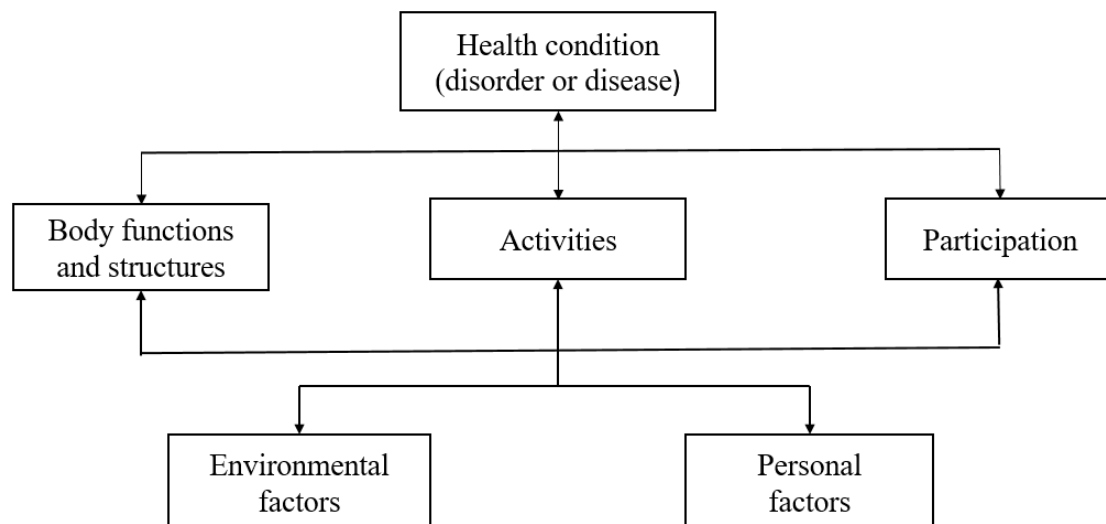 Health condition
(disorder or disease)
Body functions
and structures
Activities
Participation
Environmental
factors
Personal
factors